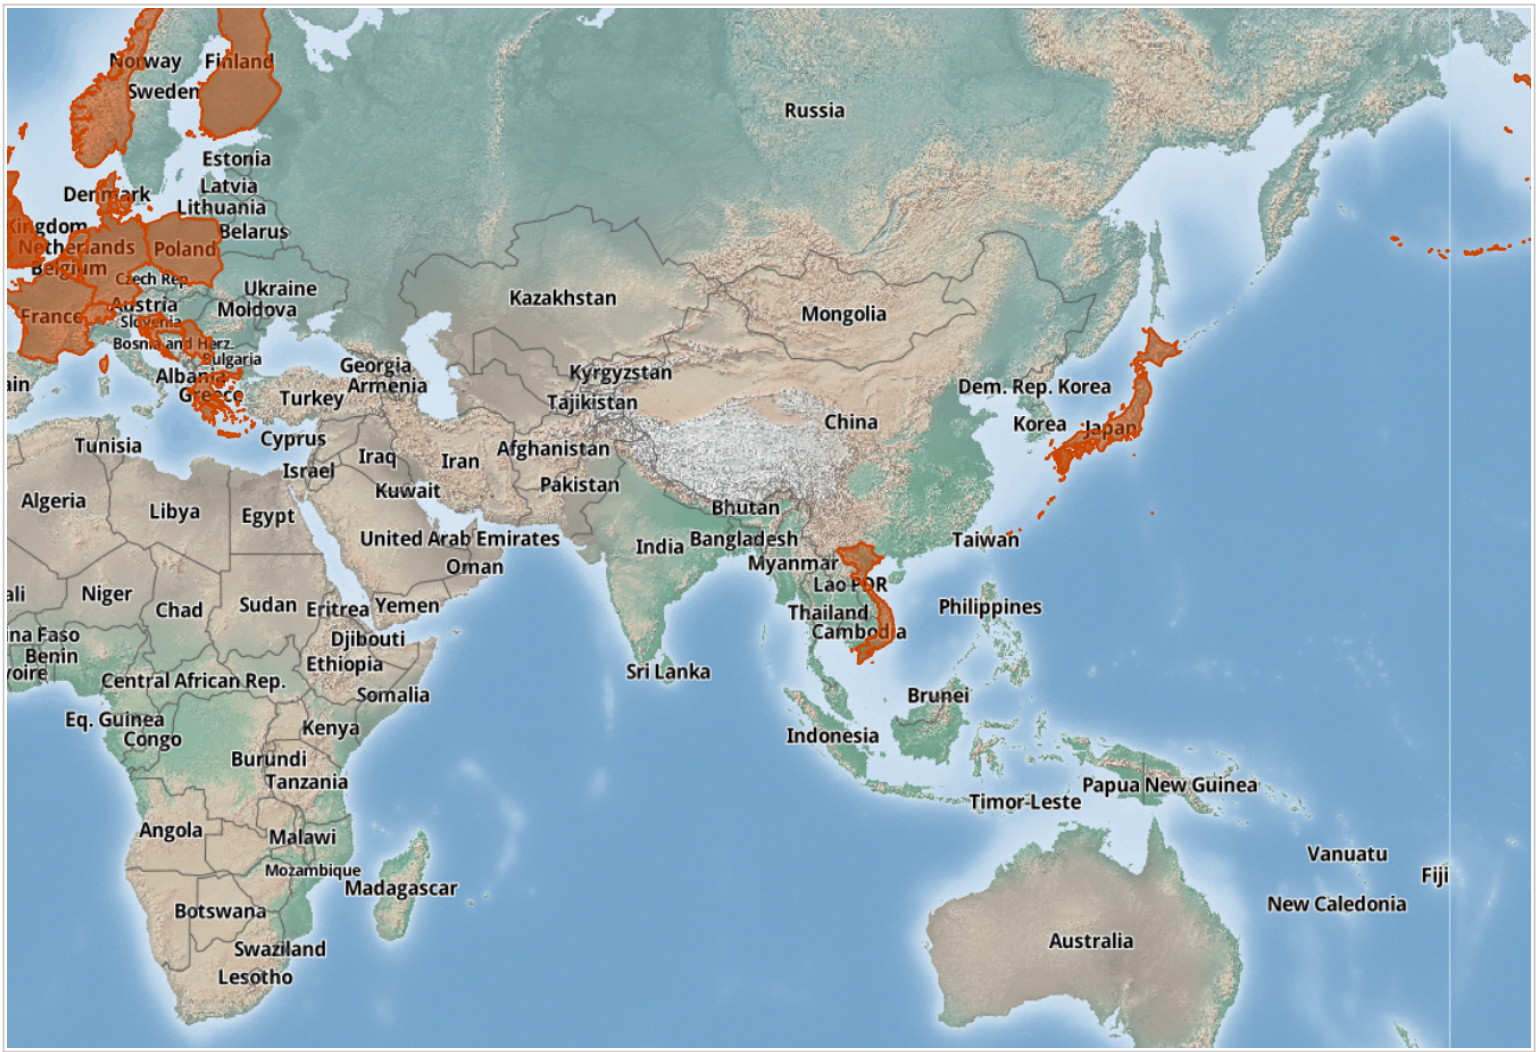 Norway
Finland
Sweden
Russia
Estonia
Latvia
Denmark
Lithuania
Kingdom
Belarus
Netherlands
Poland
Belgium
Czech Rep.
Ukraine
Kazakhstan
Austria
Moldova
France
Slovenia
Mongolia
Bosnia and Herz.
Bulgaria
Georgia
Kyrgyzstan
Albania
ain
Armenia
Dem. Rep. Korea
Greece
Turkey
Tajikistan
China
Korea
Japan
Cyprus
Tunisia
Afghanistan
Iraq
Iran
Israel
Pakistan
Kuwait
Algeria
Libya
Egypt
Bhutan
United Arab Emirates
India
Bangladesh
Taiwan
Myanmar
Oman
Lao PDR
ali
Niger
Chad
Sudan
Eritrea
Yemen
Thailand
Philippines
Cambodia
na Faso
Djibouti
Benin
Ethiopia
voire
Sri Lanka
Central African Rep.
Somalia
Brunei
Eq. Guinea
Kenya
Congo
Indonesia
Burundi
Tanzania
Papua New Guinea
Timor-Leste
Angola
Malawi
Vanuatu
Mozambique
Fiji
Madagascar
New Caledonia
Botswana
Australia
Swaziland
Lesotho